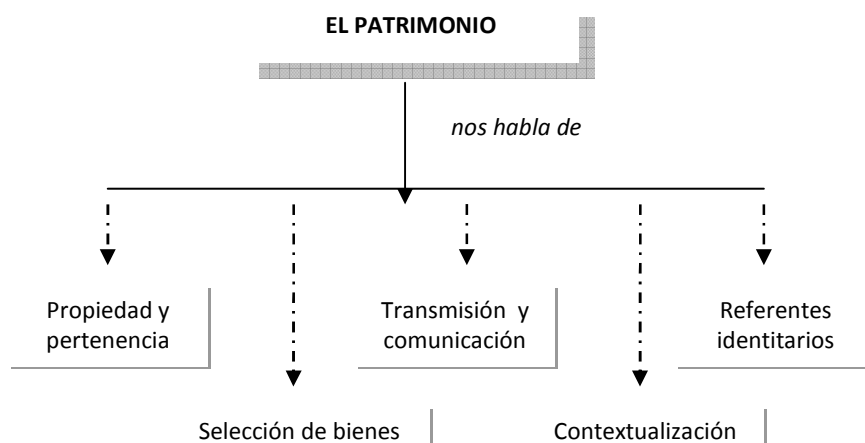 EL PATRIMONIO
nos habla de
Propiedad y
pertenencia
Transmisión y
comunicación
Referentes
identitarios
Selección de bienes
Contextualización